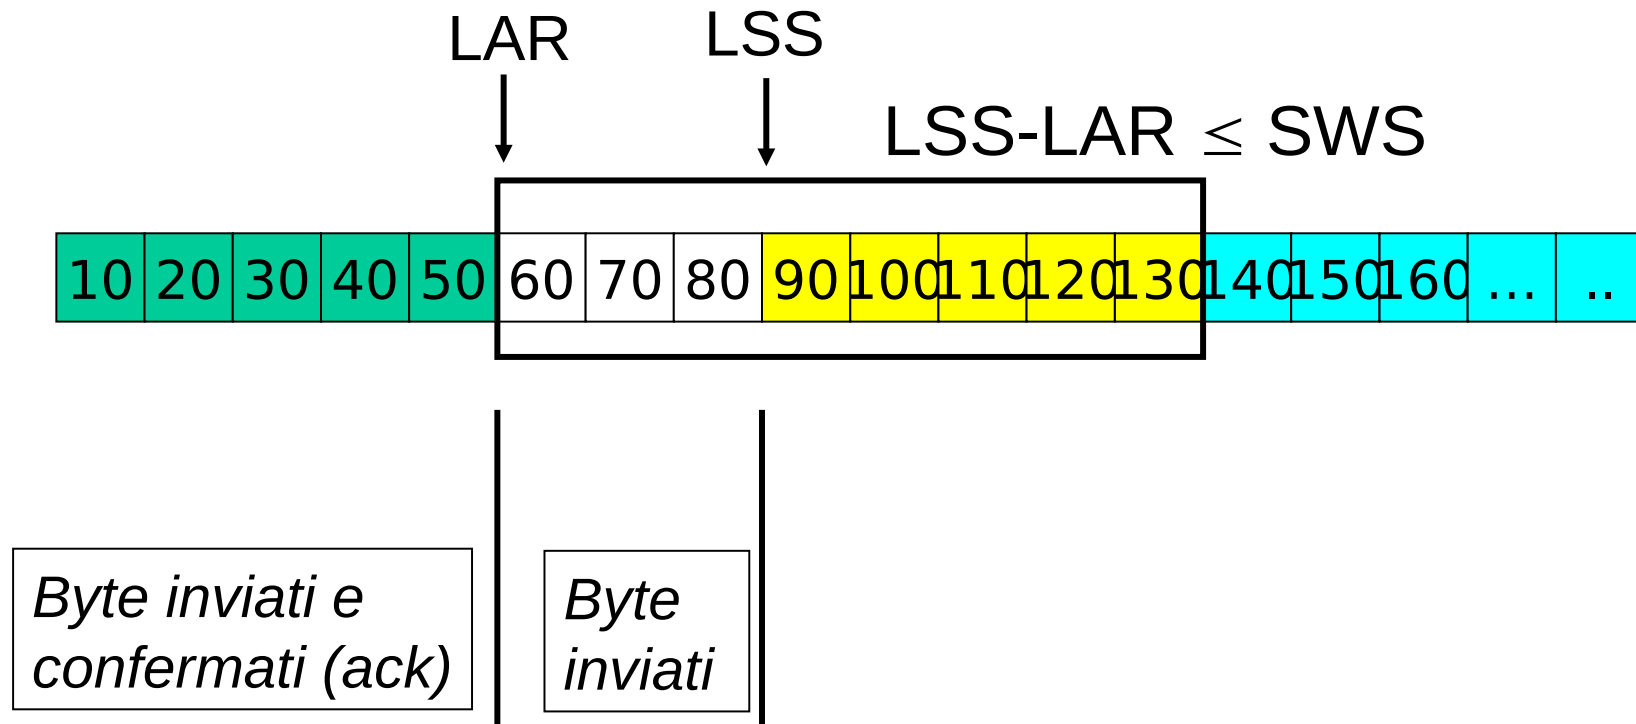 LAR
LSS
LSS-LAR ≤ SWS
10 20 30 40 50 60 70 80 90 100 110 120 130 140 150 160 ... ..
Byte inviati e
confermati (ack)
Byte
inviati